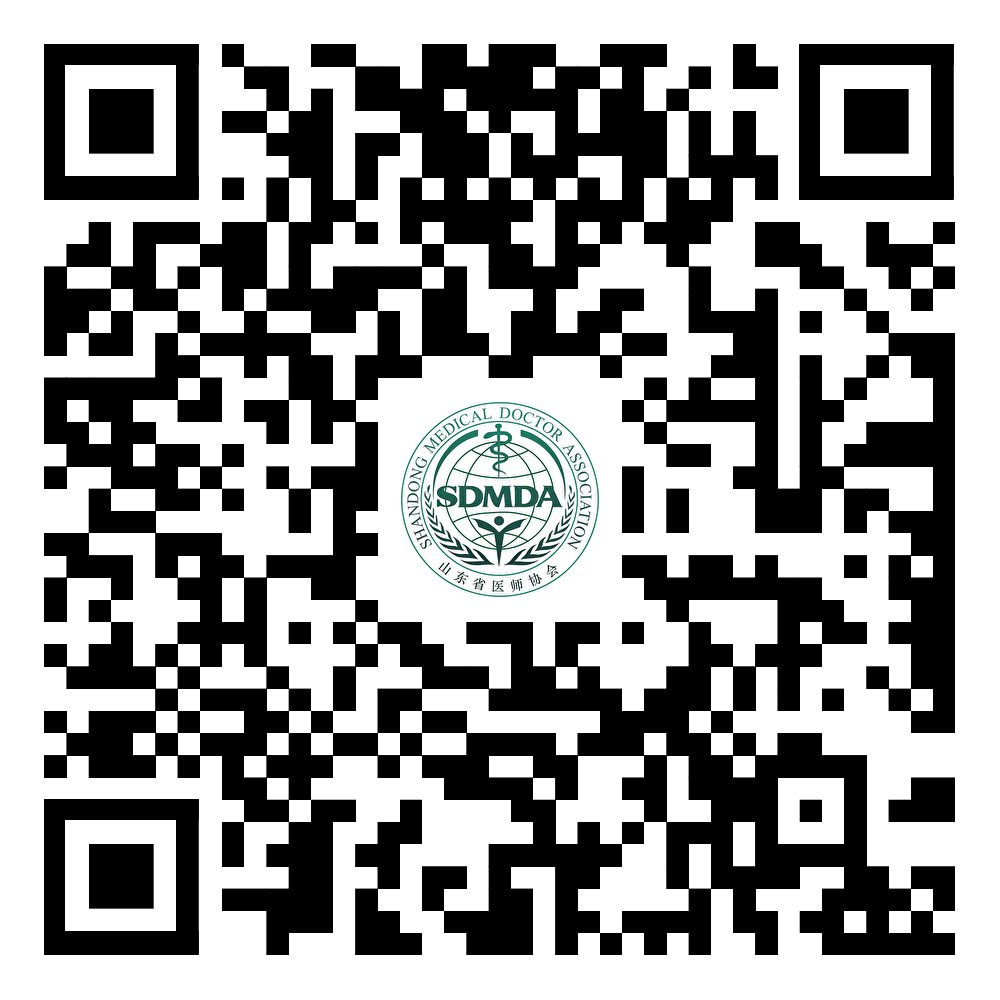 SHANDONG MEDICAL DOCTOR ASSOCIATION
SDMDA
山东省医师协会